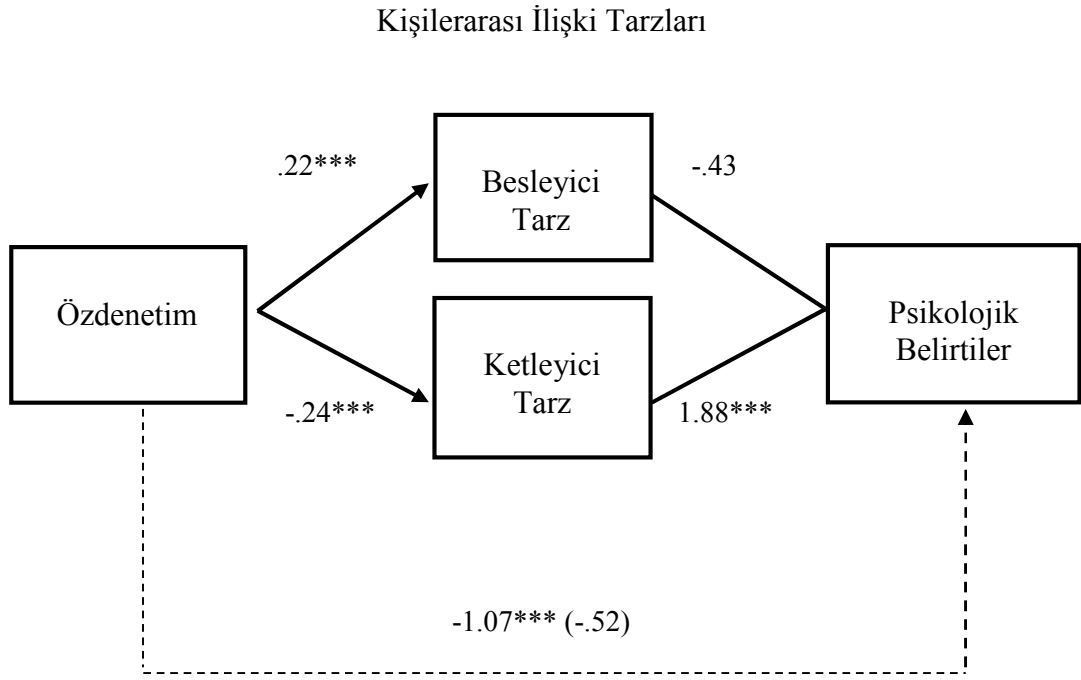 Kişilerarası İlişki Tarzları
.22***
Besleyici
Tarz
-.43
Özdenetim
Psikolojik
Belirtiler
Ketleyici
Tarz
-.24***
1.88***
-1.07*** (-.52)